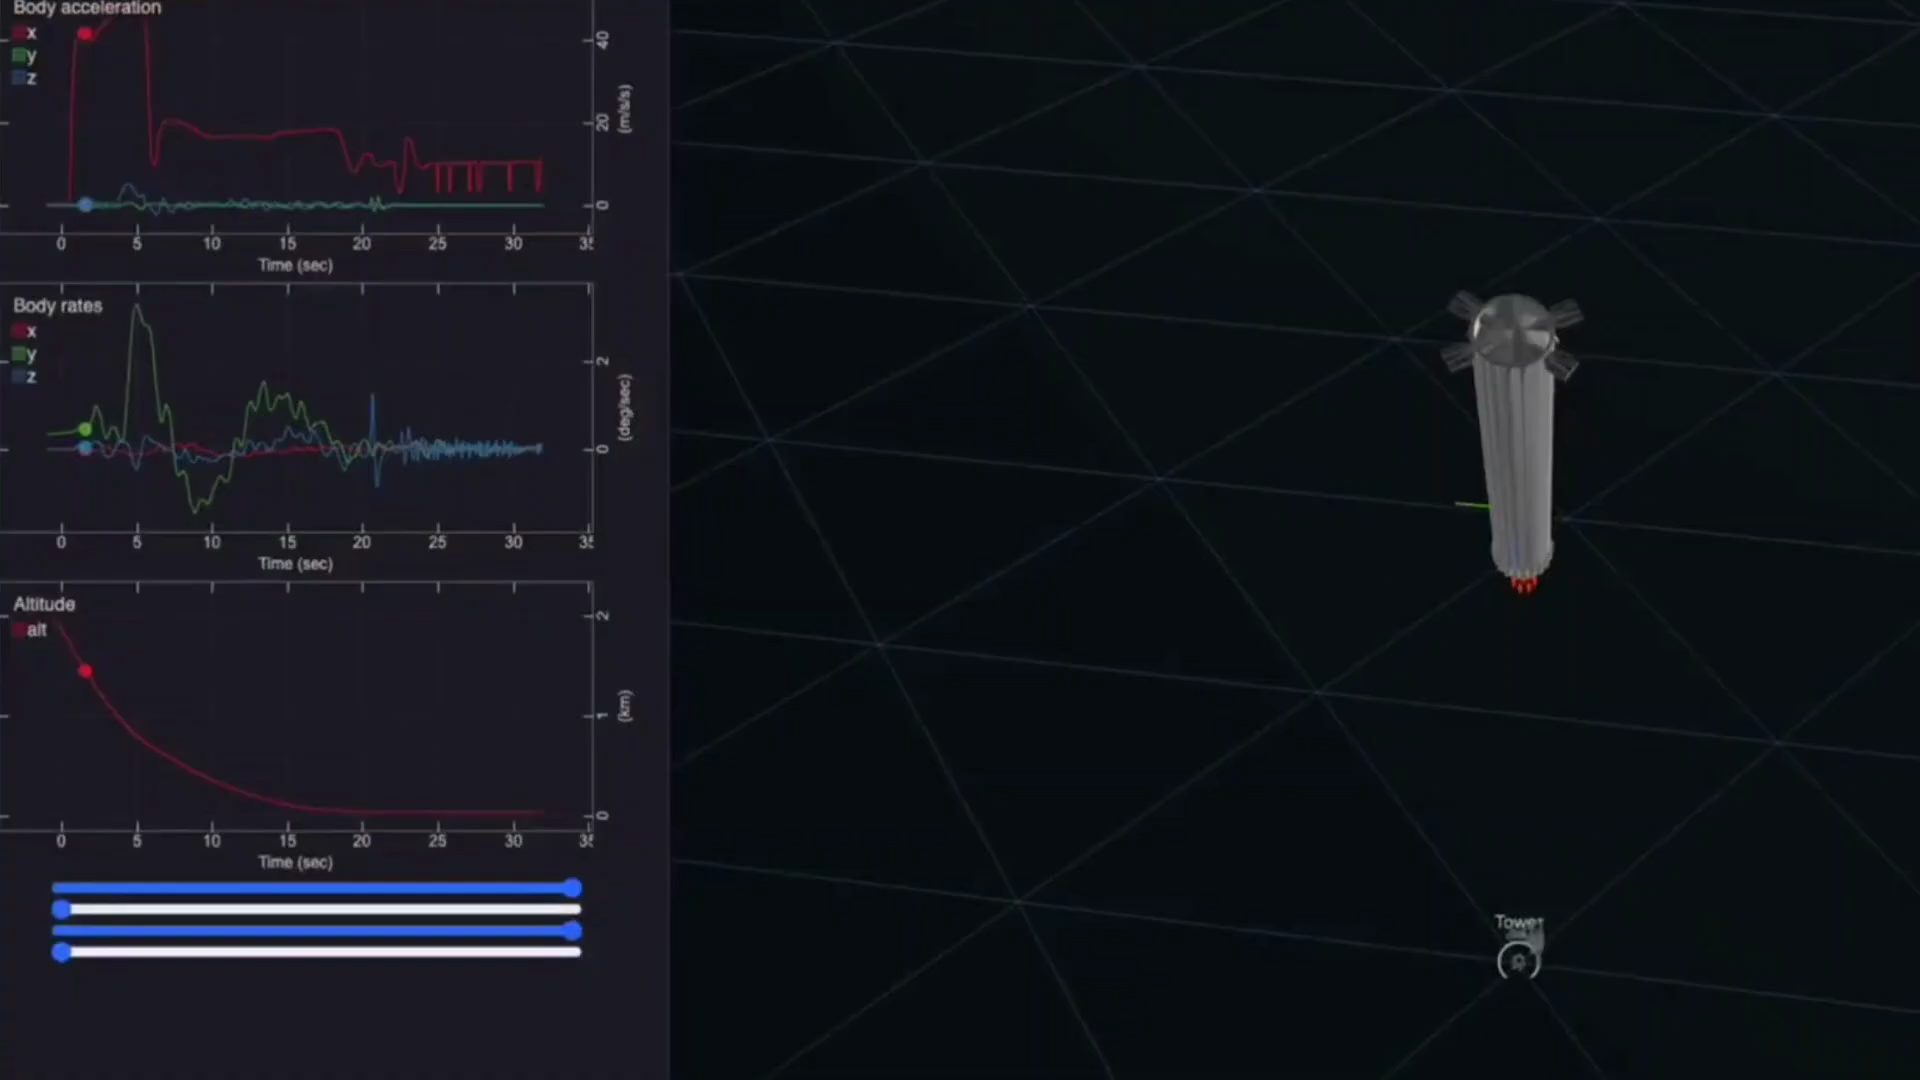 Body acceleration
x
y
z
40
20
0
(m/s/s)
0 5 10 15 20 25 30
Time (sec)
Body rates
x
y
z
2
0
(deg/sec)
0 5 10 15 20 25 30
Time (sec)
Altitude
alt
2
1
0
(km)
0 5 10 15 20 25 30
Time (sec)
Tower